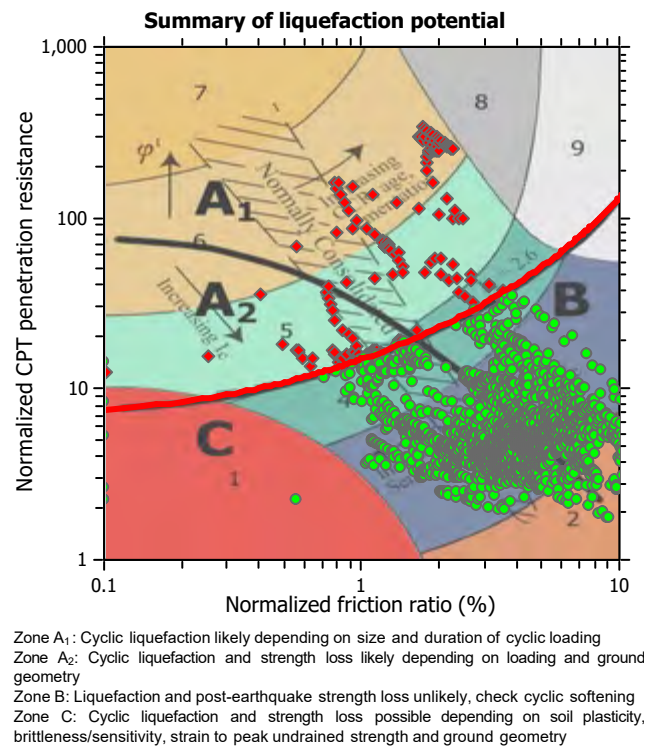 Summary of liquefaction potential
1,000
100
10
1
Normalized CPT penetration resistance
7
8
9
φ'
A1
Increasing
Normally Consolidated
6
A2
Increasing Ic
2.6
B
5
C
1
2
0.1
1
10
Normalized friction ratio (%)
Zone A1: Cyclic liquefaction likely depending on size and duration of cyclic loading
Zone A2: Cyclic liquefaction and strength loss likely depending on loading and ground
geometry
Zone B: Liquefaction and post-earthquake strength loss unlikely, check cyclic softening
Zone C: Cyclic liquefaction and strength loss possible depending on soil plasticity,
brittleness/sensitivity, strain to peak undrained strength and ground geometry